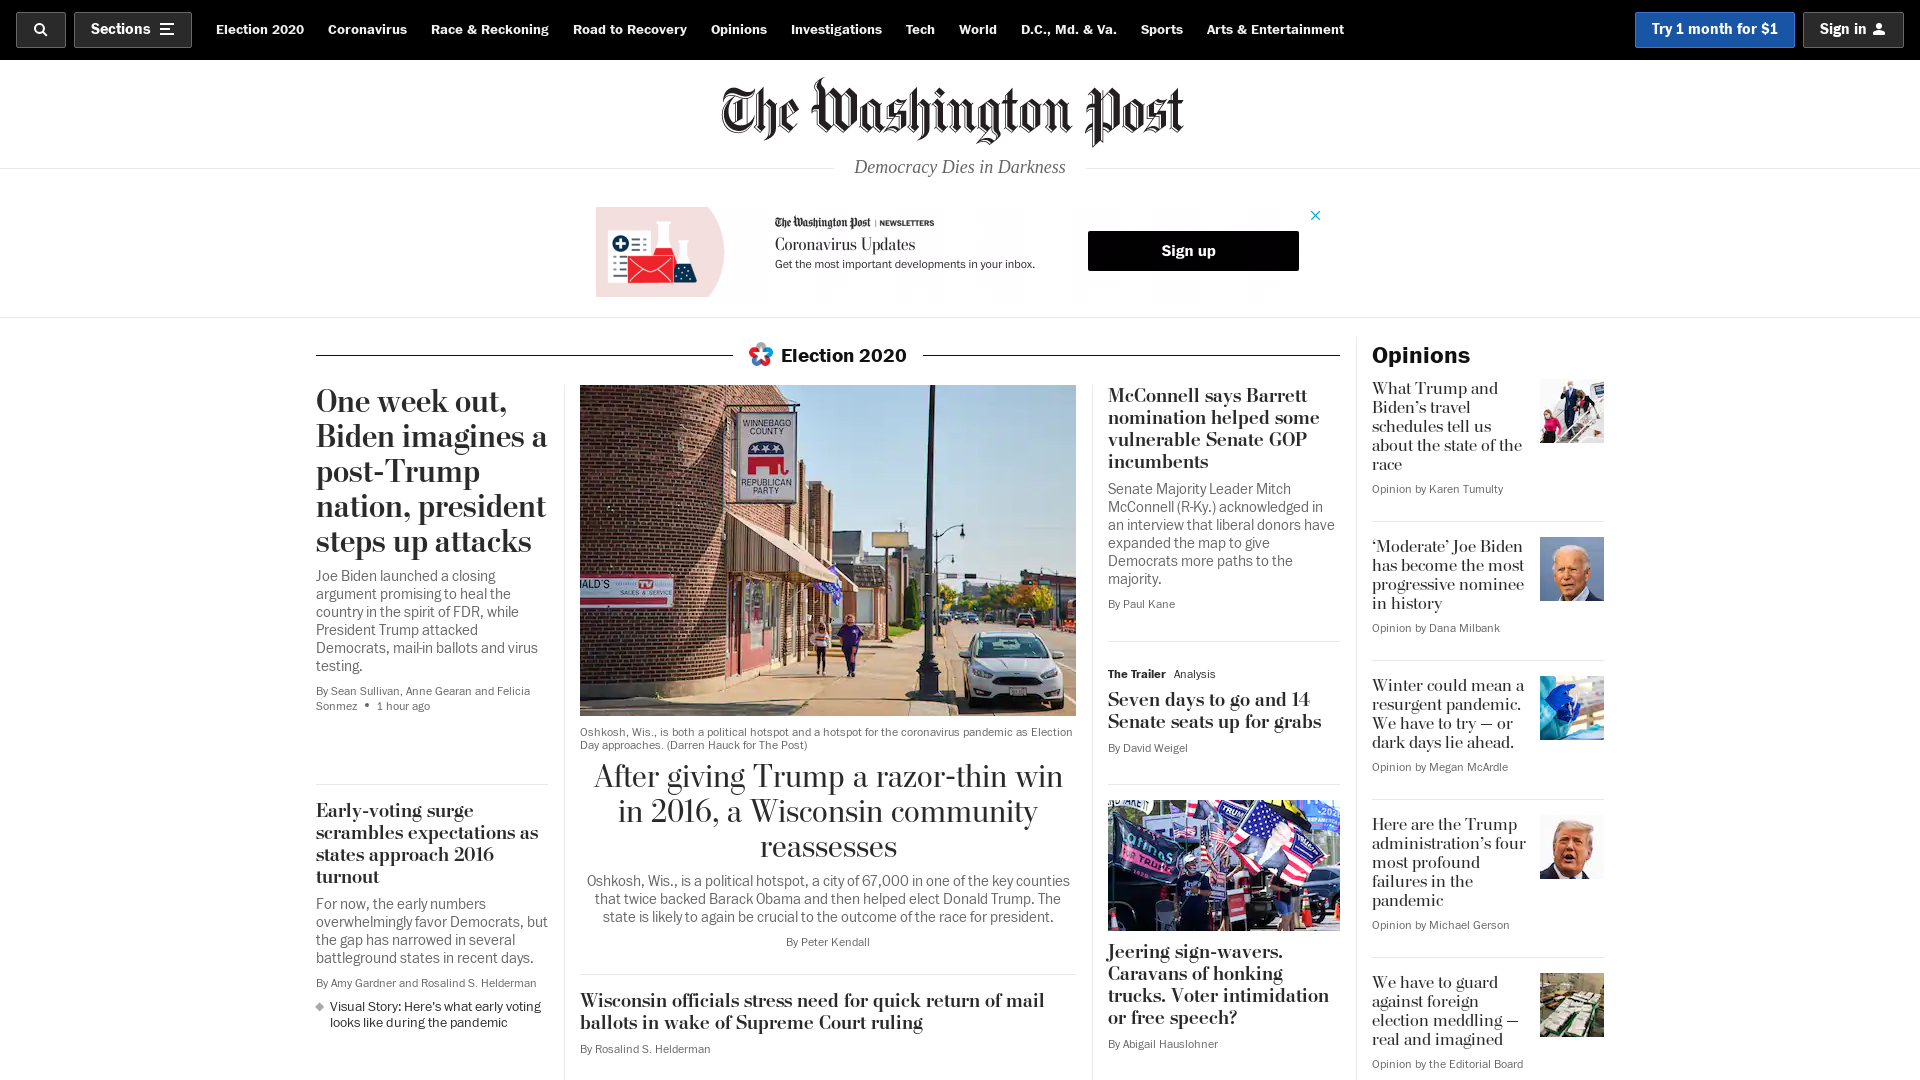 Sections
Election 2020 Coronavirus Race & Reckoning Road to Recovery Opinions Investigations Tech World D.C., Md. & Va. Sports Arts & Entertainment
Try 1 month for $1
Sign in
The Washington Post
Democracy Dies in Darkness
The Washington Post | NEWSLETTERS
Coronavirus Updates
Get the most important developments in your inbox.
Sign up
Election 2020
One week out,
Biden imagines a
post-Trump
nation, president
steps up attacks
Joe Biden launched a closing
argument promising to heal the
country in the spirit of FDR, while
President Trump attacked
Democrats, mail-in ballots and virus
testing.
By Sean Sullivan, Anne Gearan and Felicia
Sonmez • 1 hour ago
Early-voting surge
scrambles expectations as
states approach 2016
turnout
For now, the early numbers
overwhelmingly favor Democrats, but
the gap has narrowed in several
battleground states in recent days.
By Amy Gardner and Rosalind S. Helderman
Visual Story: Here's what early voting
looks like during the pandemic
WINNEBAGO
COUNTY
REPUBLICAN
PARTY
ALD'S
TV
SALES & SERVICE
Oshkosh, Wis., is both a political hotspot and a hotspot for the coronavirus pandemic as Election
Day approaches. (Darren Hauck for The Post)
After giving Trump a razor-thin win
in 2016, a Wisconsin community
reassesses
Oshkosh, Wis., is a political hotspot, a city of 67,000 in one of the key counties
that twice backed Barack Obama and then helped elect Donald Trump. The
state is likely to again be crucial to the outcome of the race for president.
By Peter Kendall
Wisconsin officials stress need for quick return of mail
ballots in wake of Supreme Court ruling
By Rosalind S. Helderman
McConnell says Barrett
nomination helped some
vulnerable Senate GOP
incumbents
Senate Majority Leader Mitch
McConnell (R-Ky.) acknowledged in
an interview that liberal donors have
expanded the map to give
Democrats more paths to the
majority.
By Paul Kane
The Trailer Analysis
Seven days to go and 14
Senate seats up for grabs
By David Weigel
Latinos
FOR TRUMP
TRUMP
Jeering sign-wavers.
Caravans of honking
trucks. Voter intimidation
or free speech?
By Abigail Hauslohner
Opinions
What Trump and
Biden's travel
schedules tell us
about the state of the
race
Opinion by Karen Tumulty
‘Moderate’ Joe Biden
has become the most
progressive nominee
in history
Opinion by Dana Milbank
Winter could mean a
resurgent pandemic.
We have to try — or
dark days lie ahead.
Opinion by Megan McArdle
Here are the Trump
administration's four
most profound
failures in the
pandemic
Opinion by Michael Gerson
We have to guard
against foreign
election meddling —
real and imagined
Opinion by the Editorial Board